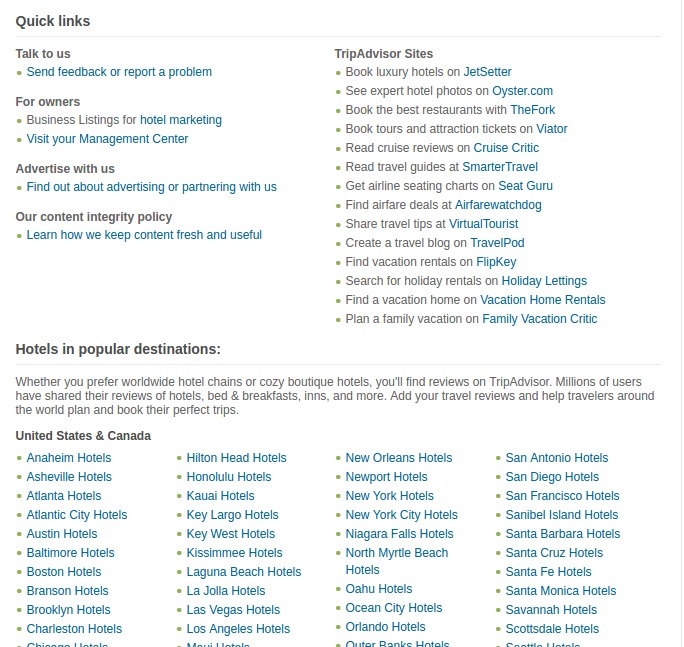 Quick links
Talk to us
Send feedback or report a problem
For owners
Business Listings for hotel marketing
Visit your Management Center
Advertise with us
Find out about advertising or partnering with us
Our content integrity policy
Learn how we keep content fresh and useful
TripAdvisor Sites
Book luxury hotels on JetSetter
See expert hotel photos on Oyster.com
Book the best restaurants with TheFork
Book tours and attraction tickets on Viator
Read cruise reviews on Cruise Critic
Read travel guides at SmarterTravel
Get airline seating charts on Seat Guru
Find airfare deals at Airfarewatchdog
Share travel tips at VirtualTourist
Create a travel blog on TravelPod
Find vacation rentals on FlipKey
Search for holiday rentals on Holiday Lettings
Find a vacation home on Vacation Home Rentals
Plan a family vacation on Family Vacation Critic
Hotels in popular destinations:
Whether you prefer worldwide hotel chains or cozy boutique hotels, you'll find reviews on TripAdvisor. Millions of users
have shared their reviews of hotels, bed & breakfasts, inns, and more. Add your travel reviews and help travelers around
the world plan and book their perfect trips.
United States & Canada
Anaheim Hotels
Asheville Hotels
Atlanta Hotels
Atlantic City Hotels
Austin Hotels
Baltimore Hotels
Boston Hotels
Branson Hotels
Brooklyn Hotels
Charleston Hotels
Chicago Hotels
Hilton Head Hotels
Honolulu Hotels
Kauai Hotels
Key Largo Hotels
Key West Hotels
Kissimmee Hotels
Laguna Beach Hotels
La Jolla Hotels
Las Vegas Hotels
Los Angeles Hotels
Maui Hotels
New Orleans Hotels
Newport Hotels
New York Hotels
New York City Hotels
Niagara Falls Hotels
North Myrtle Beach
Hotels
Oahu Hotels
Ocean City Hotels
Orlando Hotels
Outer Banks Hotels
San Antonio Hotels
San Diego Hotels
San Francisco Hotels
Sanibel Island Hotels
Santa Barbara Hotels
Santa Cruz Hotels
Santa Fe Hotels
Santa Monica Hotels
Savannah Hotels
Scottsdale Hotels
Seattle Hotels